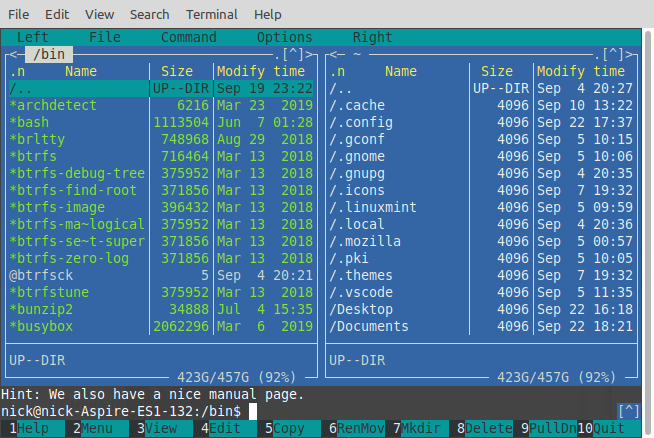 File Edit View Search Terminal Help
Left File Command Options Right
<─ /bin ─.[^]>
.n Name Size Modify time
/.. UP--DIR Sep 19 23:22
*archdetect 6216 Mar 23 2019
*bash 1113504 Jun 7 01:28
*brltty 748968 Aug 29 2018
*btrfs 716464 Mar 13 2018
*btrfs-debug-tree 375952 Mar 13 2018
*btrfs-find-root 371856 Mar 13 2018
*btrfs-image 396432 Mar 13 2018
*btrfs-ma~logical 375952 Mar 13 2018
*btrfs-se~t-super 371856 Mar 13 2018
*btrfs-zero-log 371856 Mar 13 2018
@btrfsck 5 Sep 4 20:21
*btrfstune 375952 Mar 13 2018
*bunzip2 34888 Jul 4 15:35
*busybox 2062296 Mar 6 2019
UP--DIR
423G/457G (92%)
<─ ~ ─.[^]>
.n Name Size Modify time
/.. UP--DIR Sep 4 20:27
/.cache 4096 Sep 10 13:22
/.config 4096 Sep 22 17:37
/.gconf 4096 Sep 5 10:15
/.gnome 4096 Sep 5 10:06
/.gnupg 4096 Sep 4 20:35
/.icons 4096 Sep 7 19:32
/.linuxmint 4096 Sep 5 09:59
/.local 4096 Sep 4 20:36
/.mozilla 4096 Sep 5 00:57
/.pki 4096 Sep 5 10:05
/.themes 4096 Sep 7 19:32
/.vscode 4096 Sep 5 11:35
/Desktop 4096 Sep 22 16:18
/Documents 4096 Sep 22 18:21
UP--DIR
423G/457G (92%)
Hint: We also have a nice manual page.
nick@nick-Aspire-ES1-132:/bin$ [^]
1Help 2Menu 3View 4Edit 5Copy 6RenMov 7Mkdir 8Delete 9PullDn 10Quit